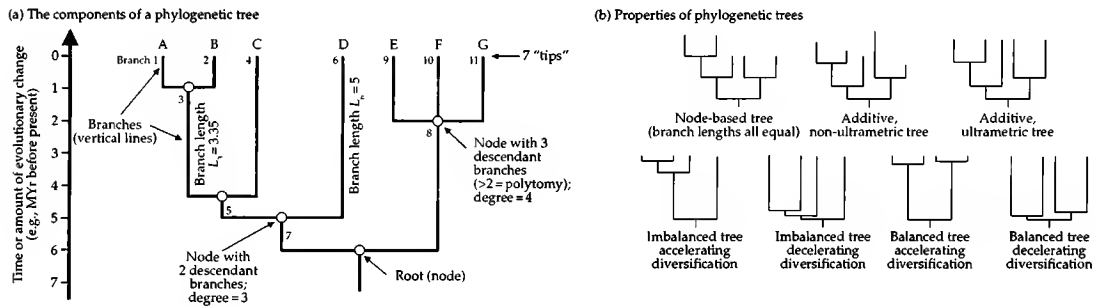 (a) The components of a phylogenetic tree
Time or amount of evolutionary change
(e.g., MYr before present)
0
1
2
3
4
5
6
7
A
B
C
D
E
F
G
7 "tips"
Branch 1
2
4
6
9
10
11
3
5
7
8
Branches
(vertical lines)
Branch length
Lₙ = 3.35
Branch length Lₙ = 5
Node with 3
descendant
branches
(>2 = polytomy);
degree = 4
Node with
2 descendant
branches;
degree = 3
Root (node)
(b) Properties of phylogenetic trees
Node-based tree
(branch lengths all equal)
Additive,
non-ultrametric tree
Additive,
ultrametric tree
Imbalanced tree
accelerating
diversification
Imbalanced tree
decelerating
diversification
Balanced tree
accelerating
diversification
Balanced tree
decelerating
diversification